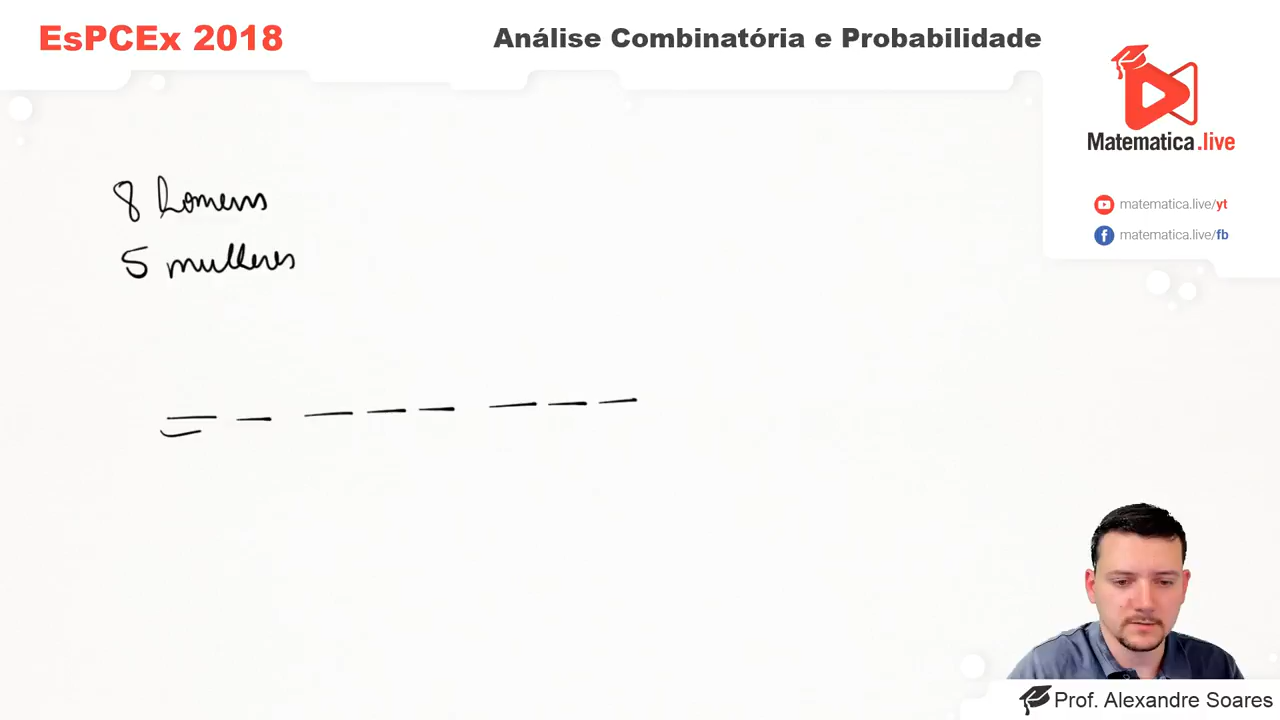 EsPCEx 2018
Análise Combinatória e Probabilidade
Matematica.live
matematica.live/yt
matematica.live/fb
8 homens
5 mulheres
Prof. Alexandre Soares